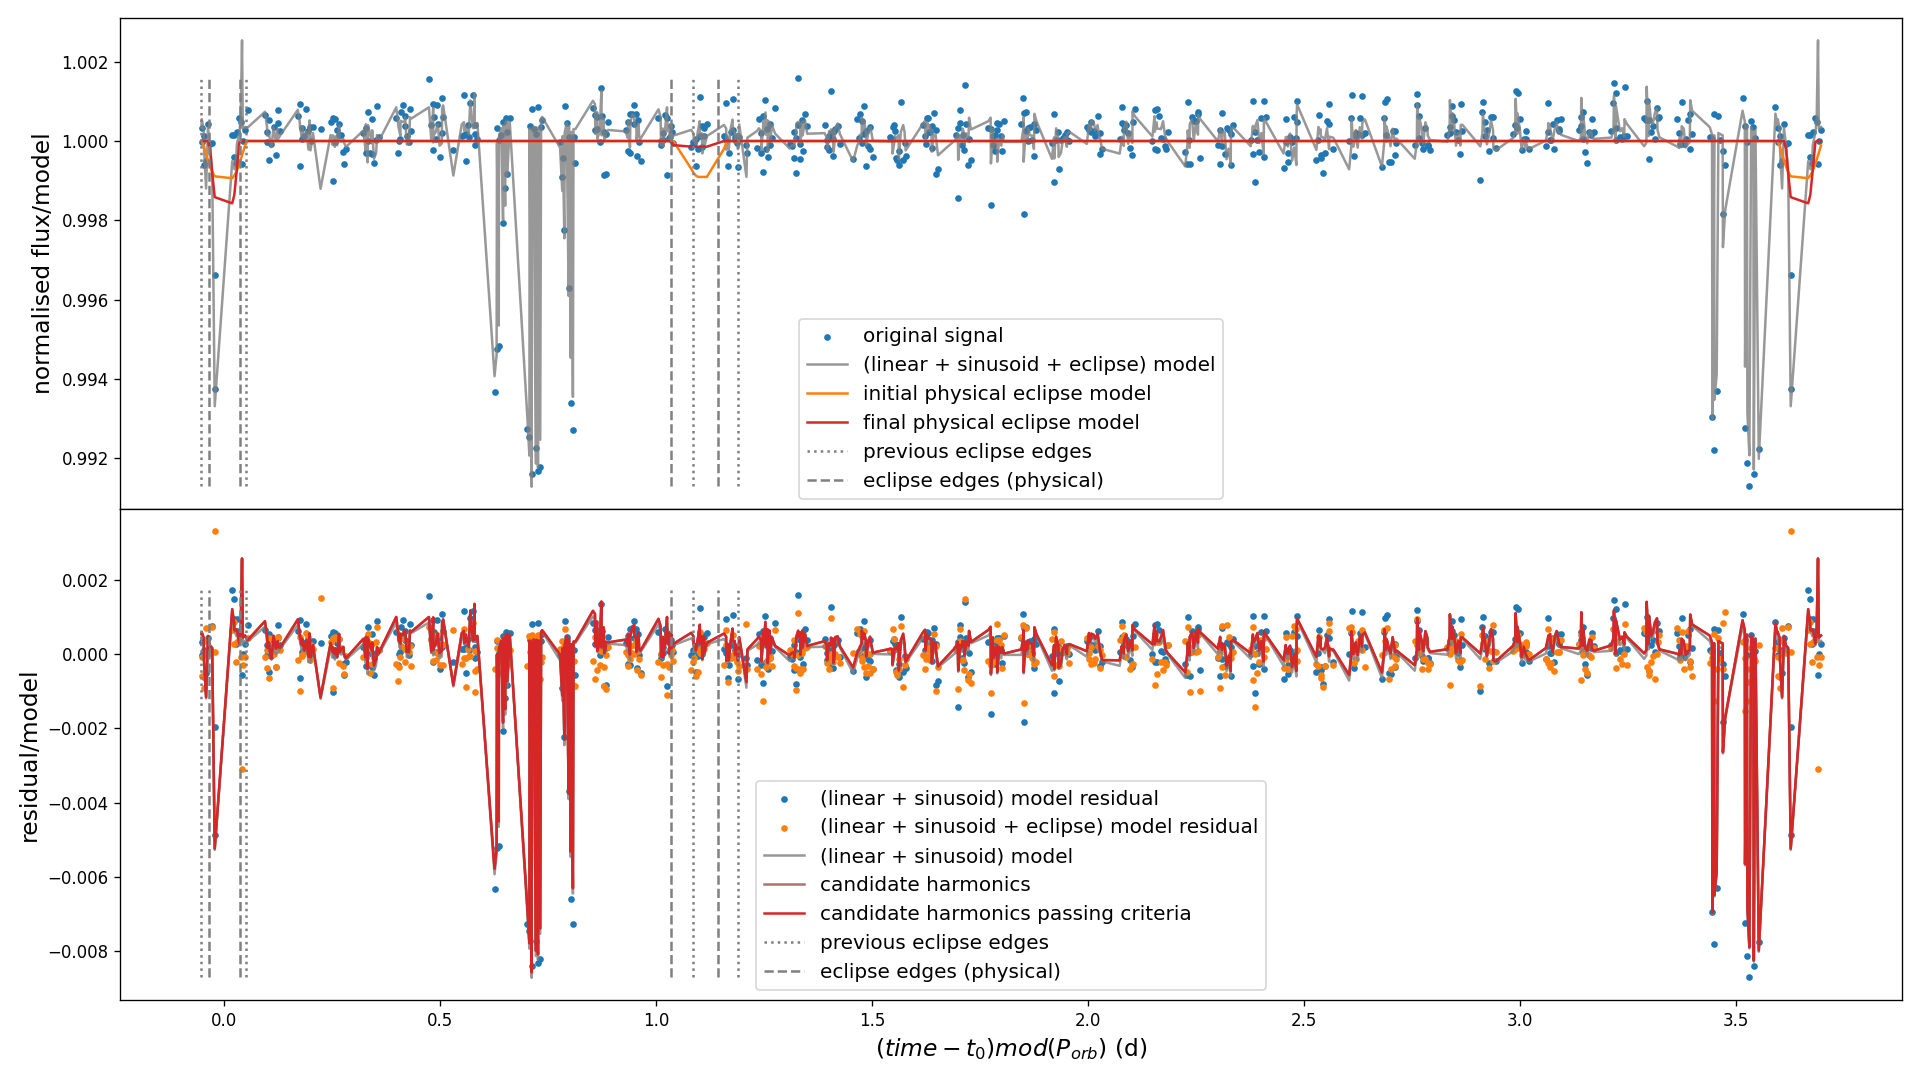 normalised flux/model
1.002
1.000
0.998
0.996
0.994
0.992
original signal
(linear + sinusoid + eclipse) model
initial physical eclipse model
final physical eclipse model
previous eclipse edges
eclipse edges (physical)
residual/model
0.002
0.000
−0.002
−0.004
−0.006
−0.008
(linear + sinusoid) model residual
(linear + sinusoid + eclipse) model residual
(linear + sinusoid) model
candidate harmonics
candidate harmonics passing criteria
previous eclipse edges
eclipse edges (physical)
0.0 0.5 1.0 1.5 2.0 2.5 3.0 3.5
(time − t₀)mod(P_orb) (d)